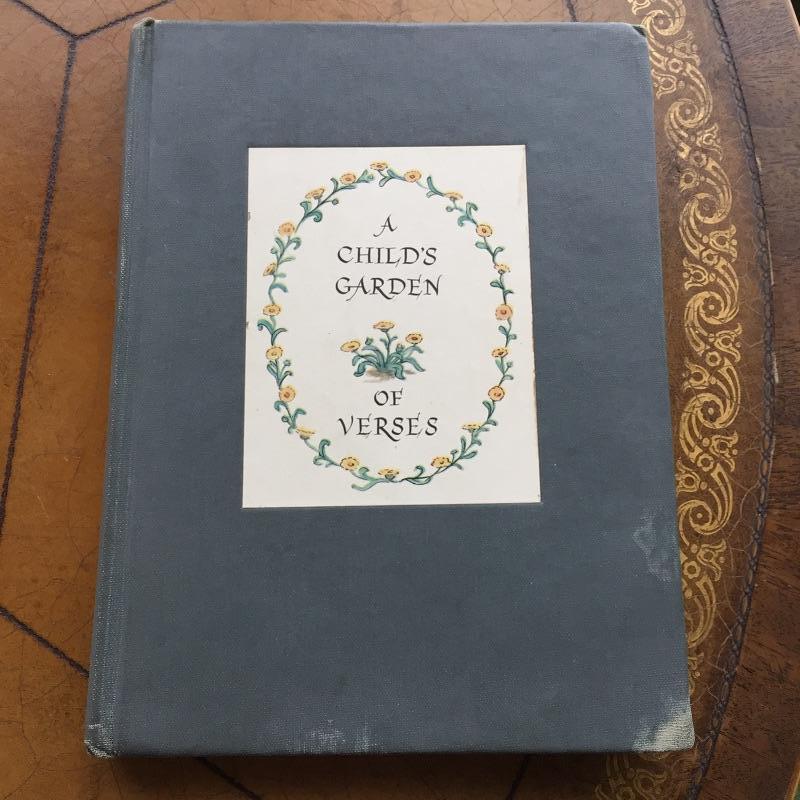 A
CHILD'S
GARDEN
OF
VERSES